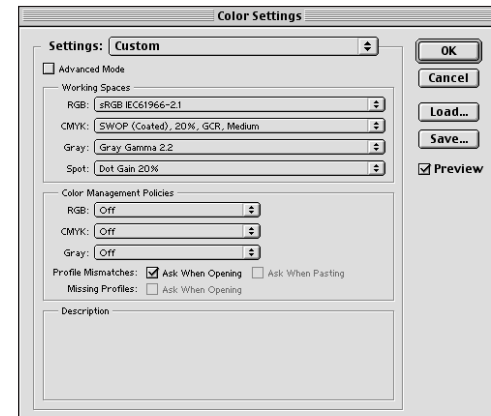 Color Settings
Settings: Custom
OK
Advanced Mode
Cancel
Working Spaces
RGB: sRGB IEC61966-2.1
Load...
CMYK: SWOP (Coated), 20%, GCR, Medium
Save...
Gray: Gray Gamma 2.2
Spot: Dot Gain 20%
Preview
Color Management Policies
RGB: Off
CMYK: Off
Gray: Off
Profile Mismatches: Ask When Opening Ask When Pasting
Missing Profiles: Ask When Opening
Description